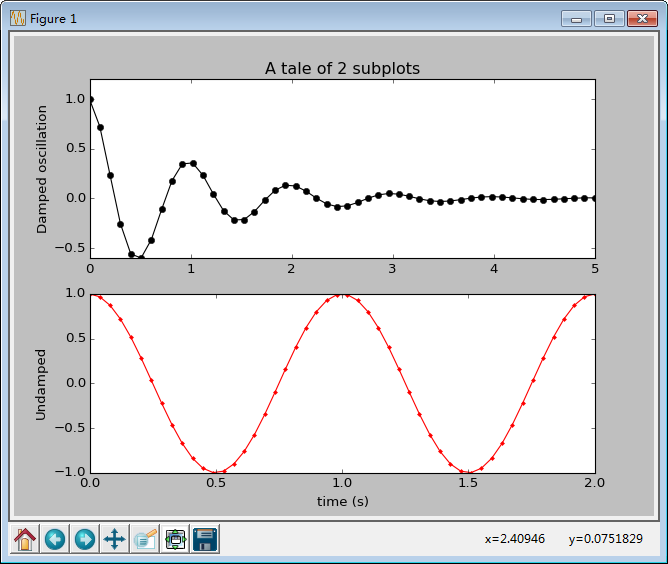 Figure 1
A tale of 2 subplots
Damped oscillation
1.0
0.5
0.0
−0.5
0 1 2 3 4 5
Undamped
1.0
0.5
0.0
−0.5
−1.0
0.0 0.5 1.0 1.5 2.0
time (s)
x=2.40946 y=0.0751829